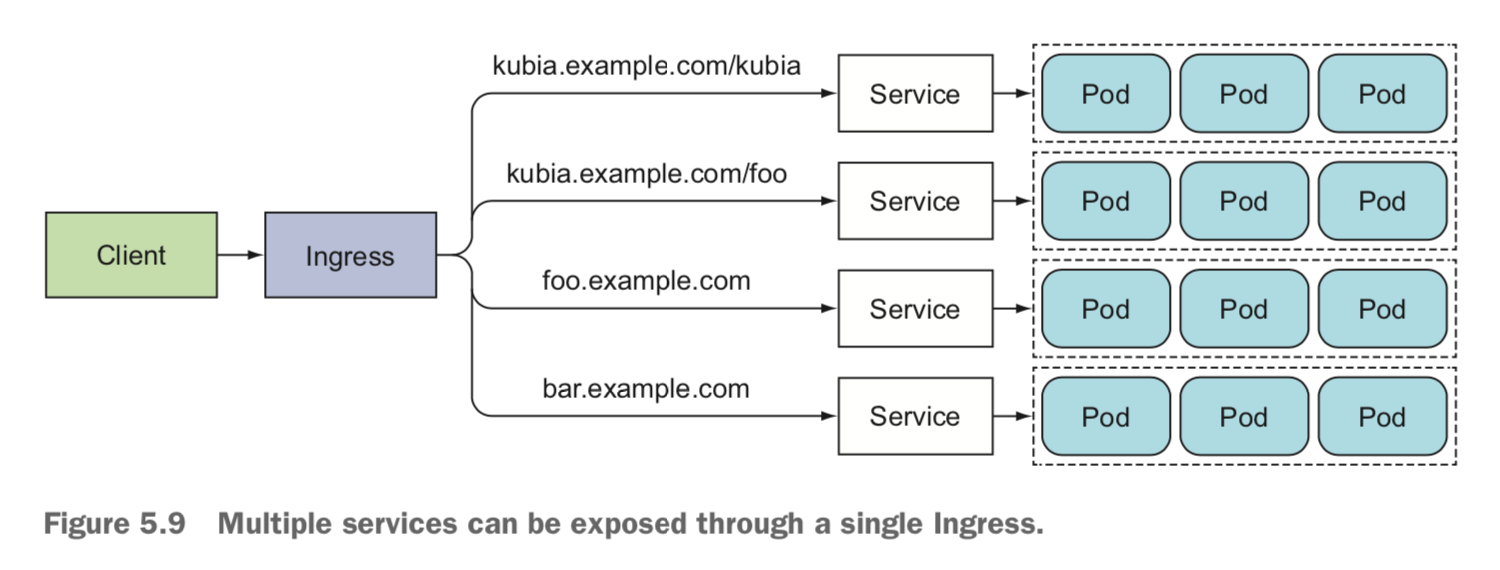 kubia.example.com/kubia
Service
Pod Pod Pod
kubia.example.com/foo
Service
Pod Pod Pod
Client
Ingress
foo.example.com
Service
Pod Pod Pod
bar.example.com
Service
Pod Pod Pod
Figure 5.9 Multiple services can be exposed through a single Ingress.